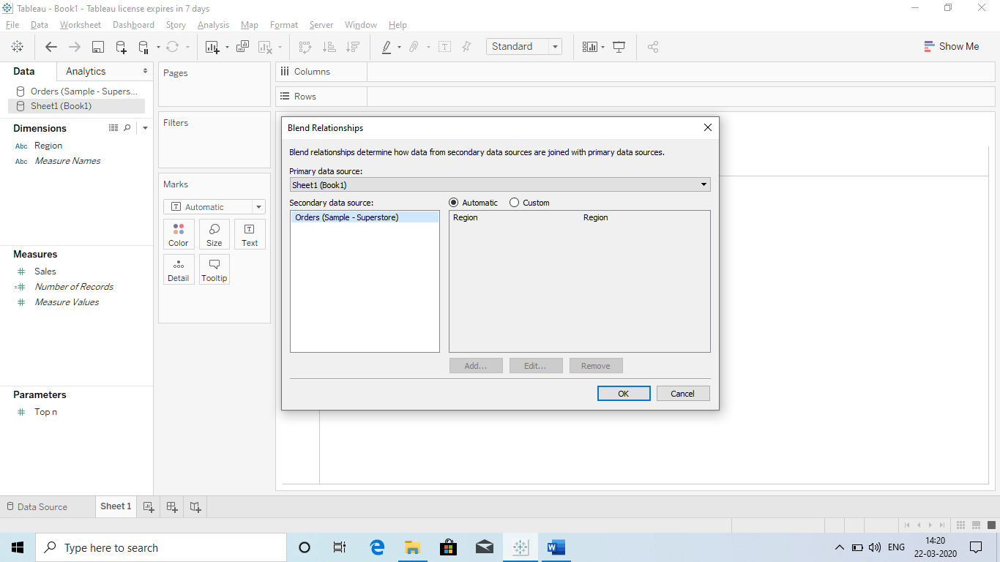 Tableau - Book1 - Tableau license expires in 7 days
File Data Worksheet Dashboard Story Analysis Map Format Server Window Help
Standard
Show Me
Data Analytics
Orders (Sample - Supers...
Sheet1 (Book1)
Dimensions
Abc Region
Abc Measure Names
Measures
# Sales
=# Number of Records
# Measure Values
Parameters
# Top n
Pages
Filters
Marks
T Automatic
Color Size Text
Detail Tooltip
Columns
Rows
Blend Relationships
Blend relationships determine how data from secondary data sources are joined with primary data sources.
Primary data source:
Sheet1 (Book1)
Secondary data source: Automatic Custom
Orders (Sample - Superstore) Region Region
Add... Edit... Remove
OK Cancel
Data Source Sheet 1
Type here to search
ENG
14:20
22-03-2020